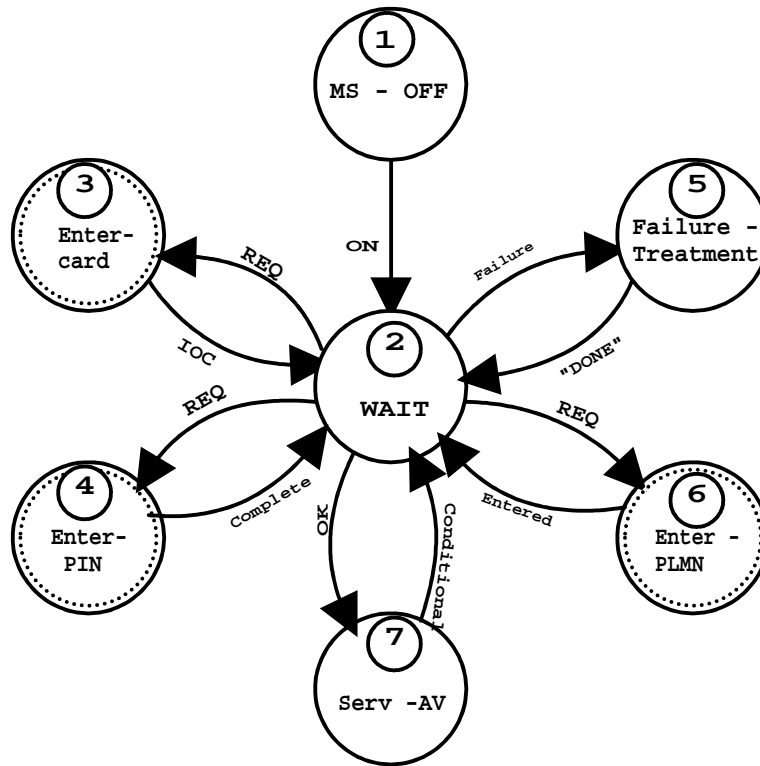 1
MS - OFF
3
Enter-
card
5
Failure -
Treatment
ON
REQ
Failure
IOC
"DONE"
2
WAIT
REQ
REQ
4
Enter-
PIN
Complete
Entered
6
Enter -
PLMN
OK
Conditional
7
Serv -AV